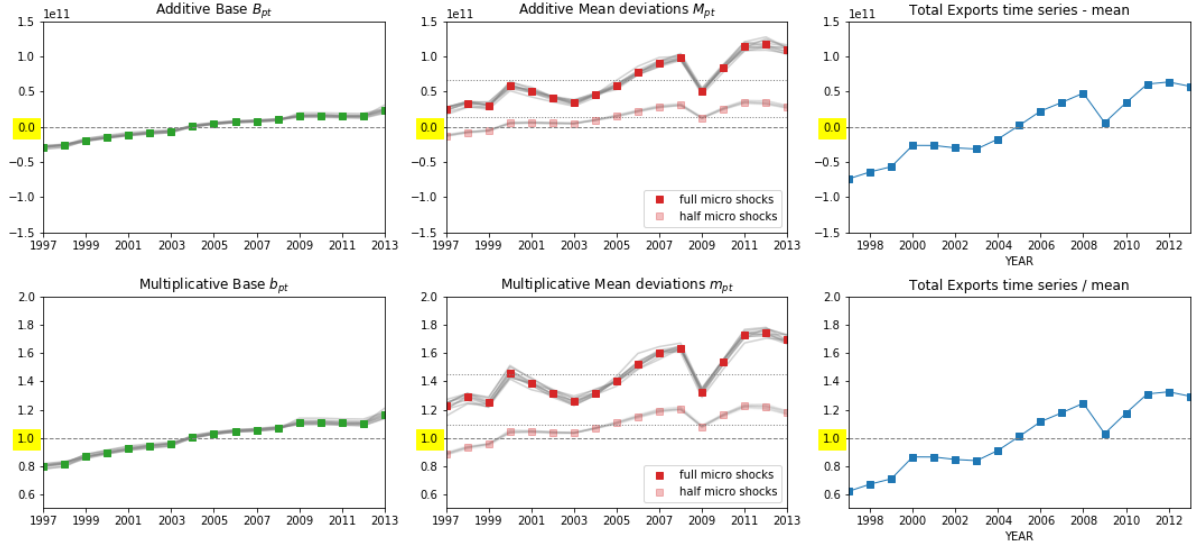 Additive Base B_pt
1e11
1.5
1.0
0.5
0.0
−0.5
−1.0
−1.5
1997 1999 2001 2003 2005 2007 2009 2011 2013
Additive Mean deviations M_pt
1e11
1.5
1.0
0.5
0.0
−0.5
−1.0
−1.5
full micro shocks
half micro shocks
1997 1999 2001 2003 2005 2007 2009 2011 2013
Total Exports time series - mean
1e11
1.5
1.0
0.5
0.0
−0.5
−1.0
−1.5
1998 2000 2002 2004 2006 2008 2010 2012
YEAR
Multiplicative Base b_pt
2.0
1.8
1.6
1.4
1.2
1.0
0.8
0.6
1997 1999 2001 2003 2005 2007 2009 2011 2013
Multiplicative Mean deviations m_pt
2.0
1.8
1.6
1.4
1.2
1.0
0.8
0.6
full micro shocks
half micro shocks
1997 1999 2001 2003 2005 2007 2009 2011 2013
Total Exports time series / mean
2.0
1.8
1.6
1.4
1.2
1.0
0.8
0.6
1998 2000 2002 2004 2006 2008 2010 2012
YEAR